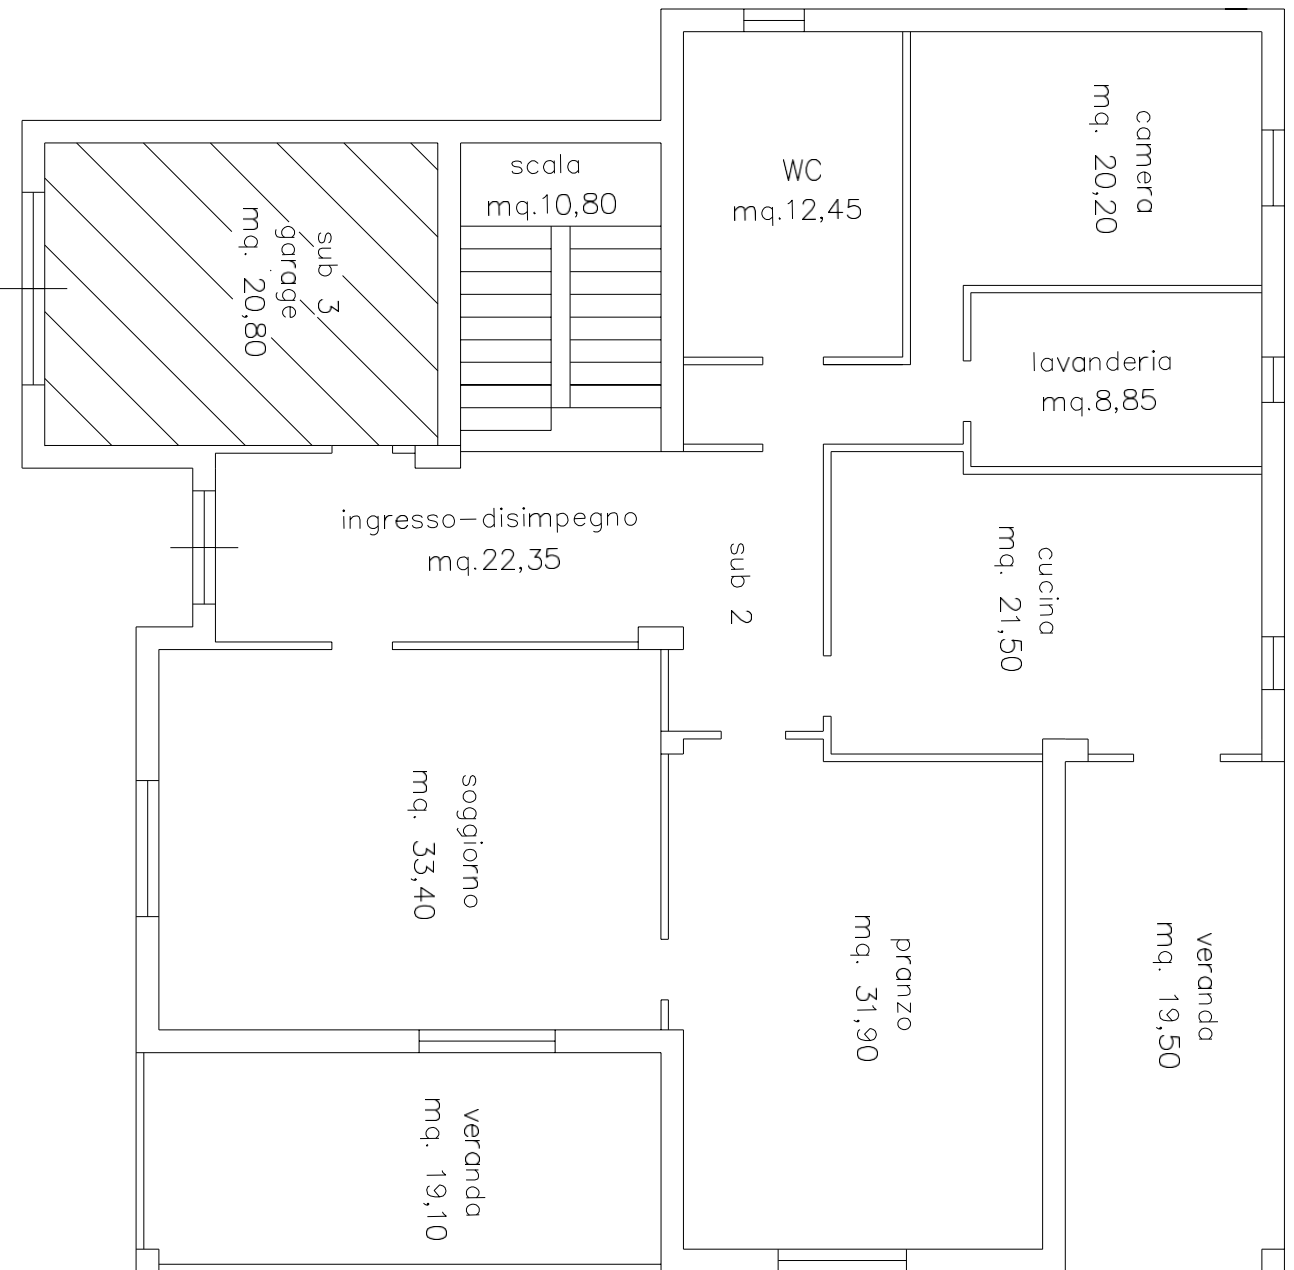 scala
mq.10,80
WC
mq.12,45
camera
mq. 20,20
sub 3
garage
mq. 20,80
lavanderia
mq.8,85
ingresso-disimpegno
mq.22,35
sub 2
cucina
mq. 21,50
soggiorno
mq. 33,40
pranzo
mq. 31,90
veranda
mq. 19,50
veranda
mq. 19,10